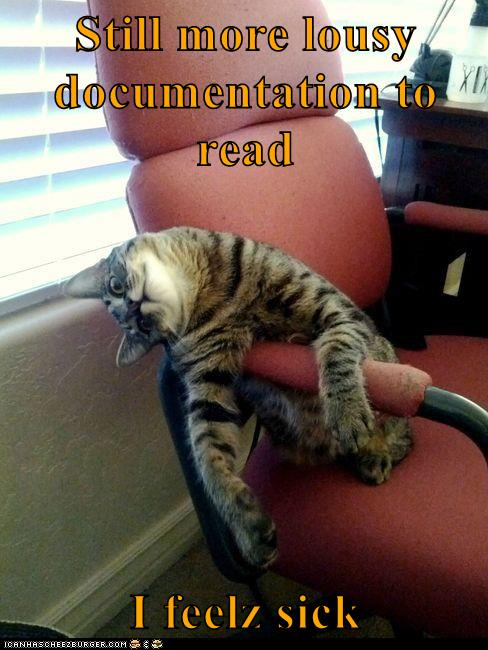 Still more lousy
documentation to
read
I feelz sick
ICANHASCHEEZBURGER.COM